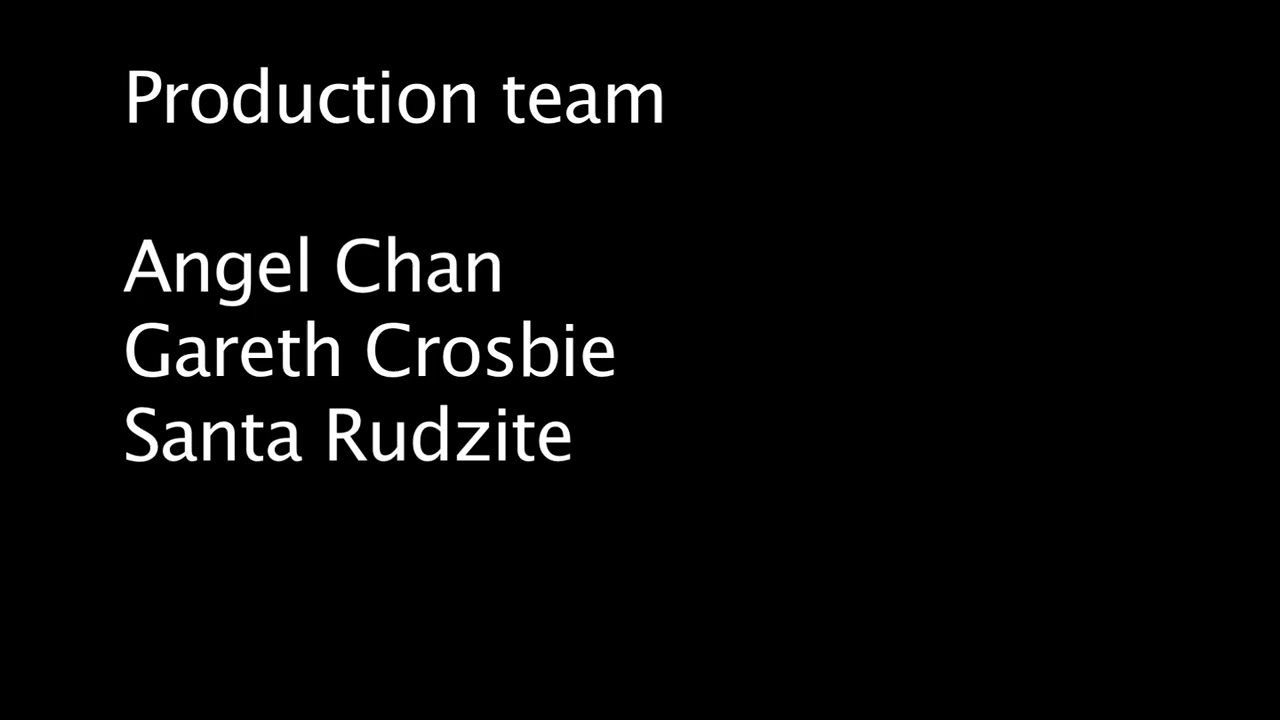 Production team
Angel Chan
Gareth Crosbie
Santa Rudzite